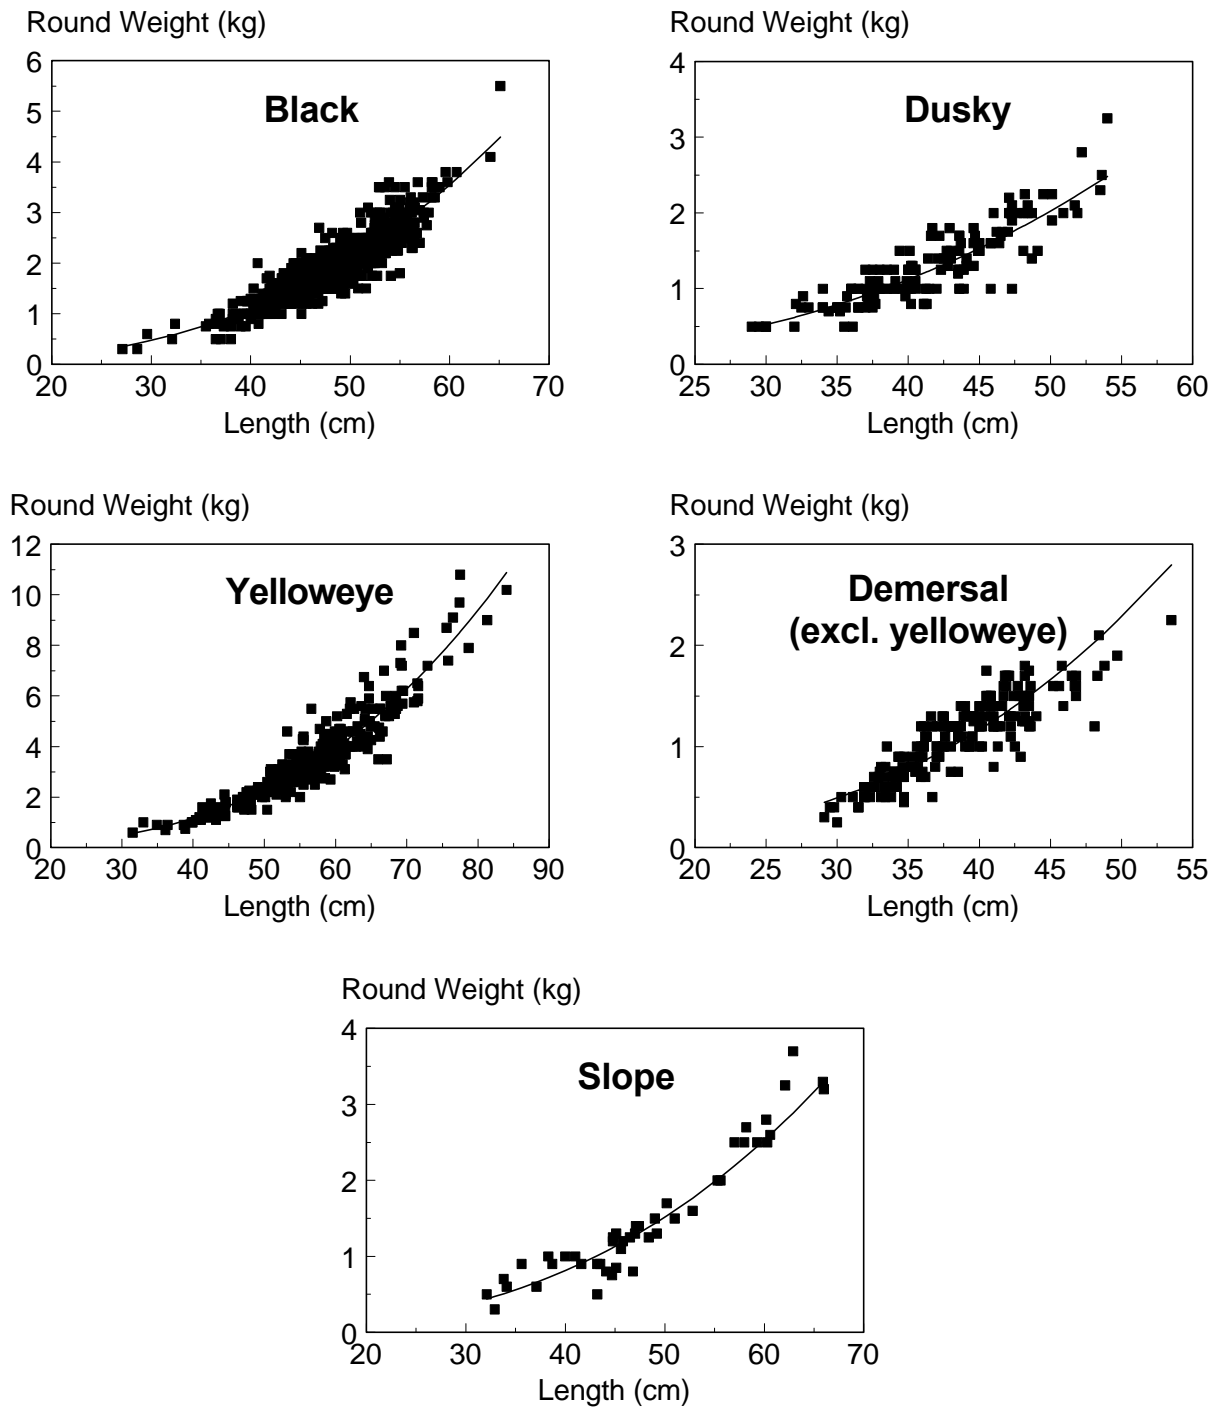 Round Weight (kg)
Black
6
5
4
3
2
1
0
20 30 40 50 60 70
Length (cm)
Round Weight (kg)
Dusky
4
3
2
1
0
25 30 35 40 45 50 55 60
Length (cm)
Round Weight (kg)
Yelloweye
12
10
8
6
4
2
0
20 30 40 50 60 70 80 90
Length (cm)
Round Weight (kg)
Demersal
(excl. yelloweye)
3
2
1
0
20 25 30 35 40 45 50 55
Length (cm)
Round Weight (kg)
Slope
4
3
2
1
0
20 30 40 50 60 70
Length (cm)